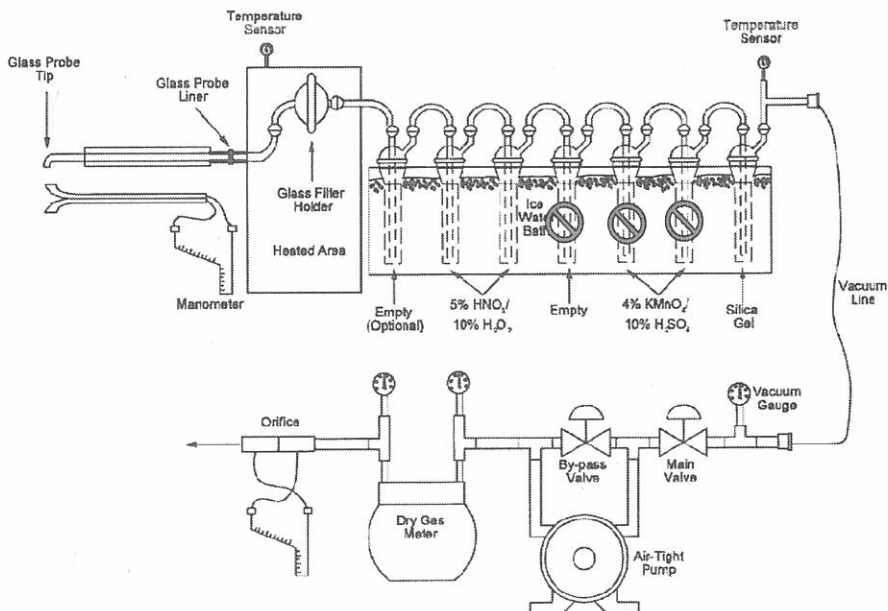 Temperature
Sensor
Temperature
Sensor
Glass Probe
Tip
Glass Probe
Liner
Glass Filter
Holder
Heated Area
Manometer
Ice
Water
Bath
Empty
(Optional)
5% HNO₃/
10% H₂O₂
Empty
4% KMnO₄/
10% H₂SO₄
Silica
Gel
Vacuum
Line
Orifice
Dry Gas
Meter
By-pass
Valve
Main
Valve
Vacuum
Gauge
Air-Tight
Pump